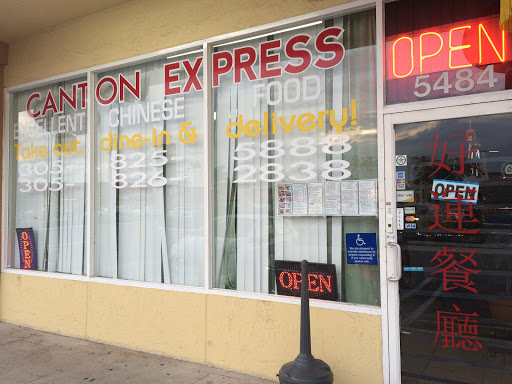 CANTON EXPRESS
EXCELLENT CHINESE FOOD
Take out, dine-in & delivery!
305- 825- 5888
305- 826- 2838
OPEN
5484
好運餐廳
OPEN
OPEN
OPEN